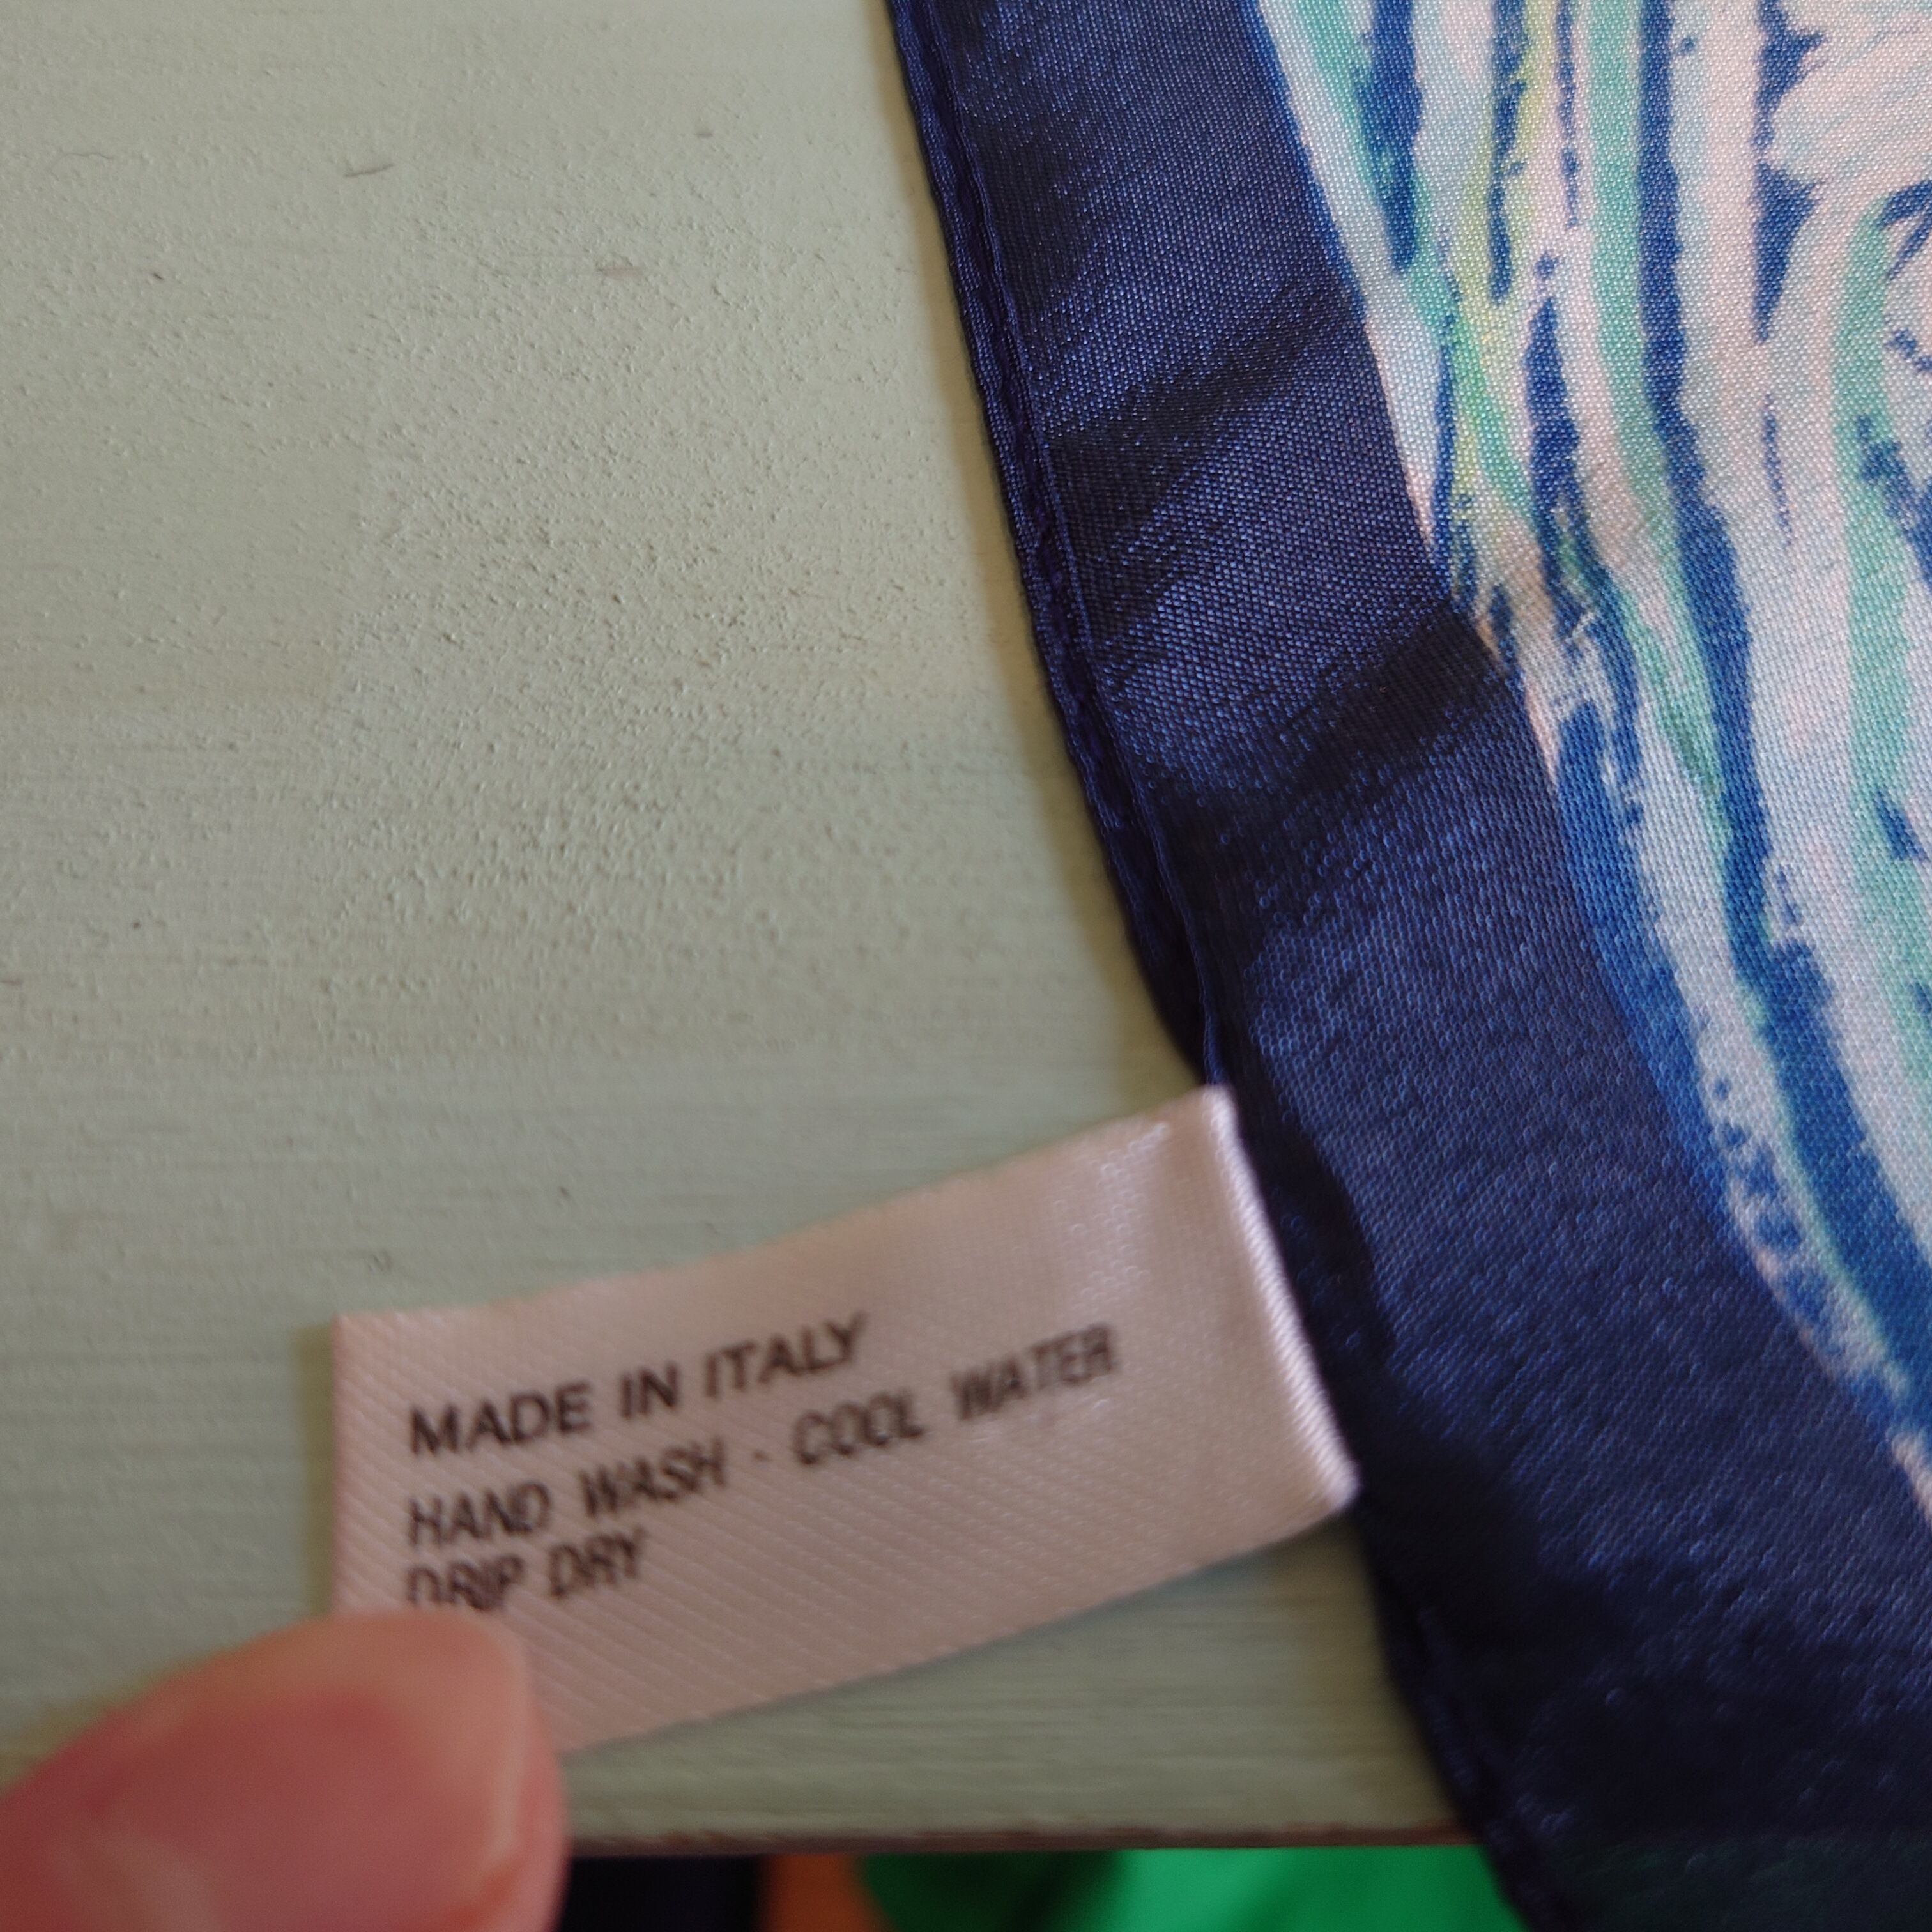 MADE IN ITALY
HAND WASH - COOL WATER
DRIP DRY